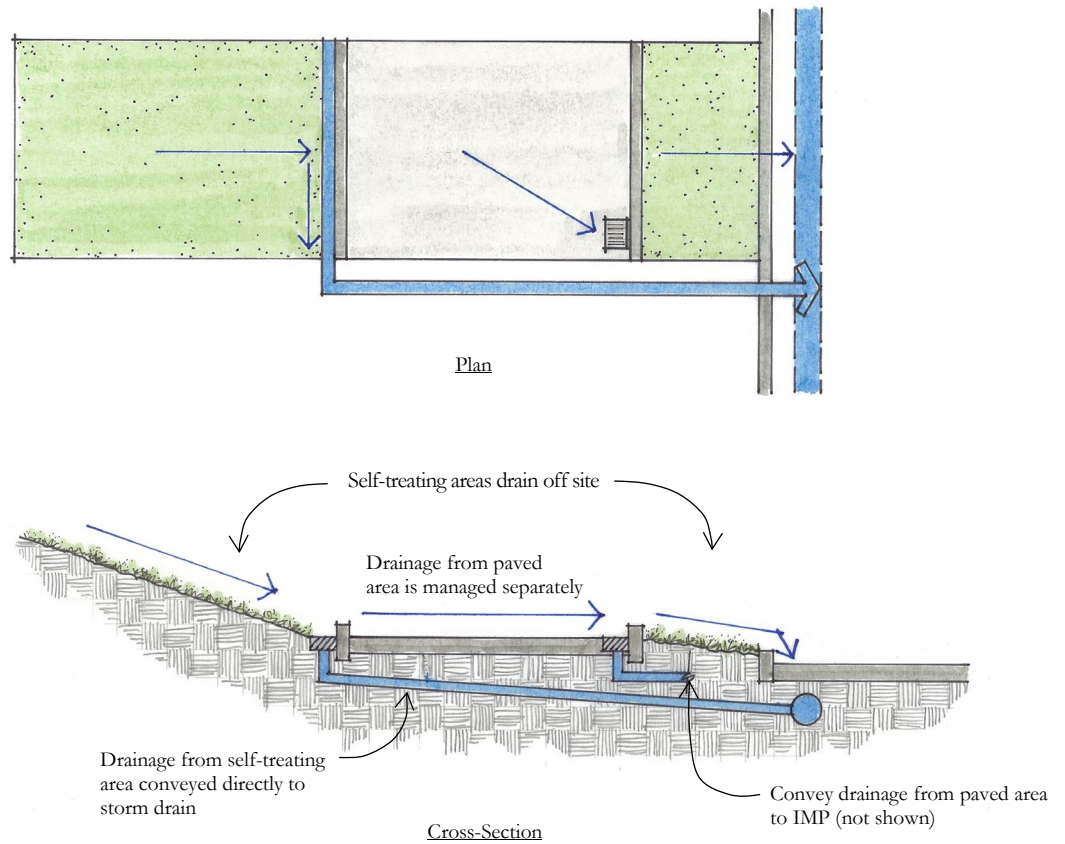 Plan
Self-treating areas drain off site
Drainage from paved
area is managed separately
Drainage from self-treating
area conveyed directly to
storm drain
Convey drainage from paved area
to IMP (not shown)
Cross-Section